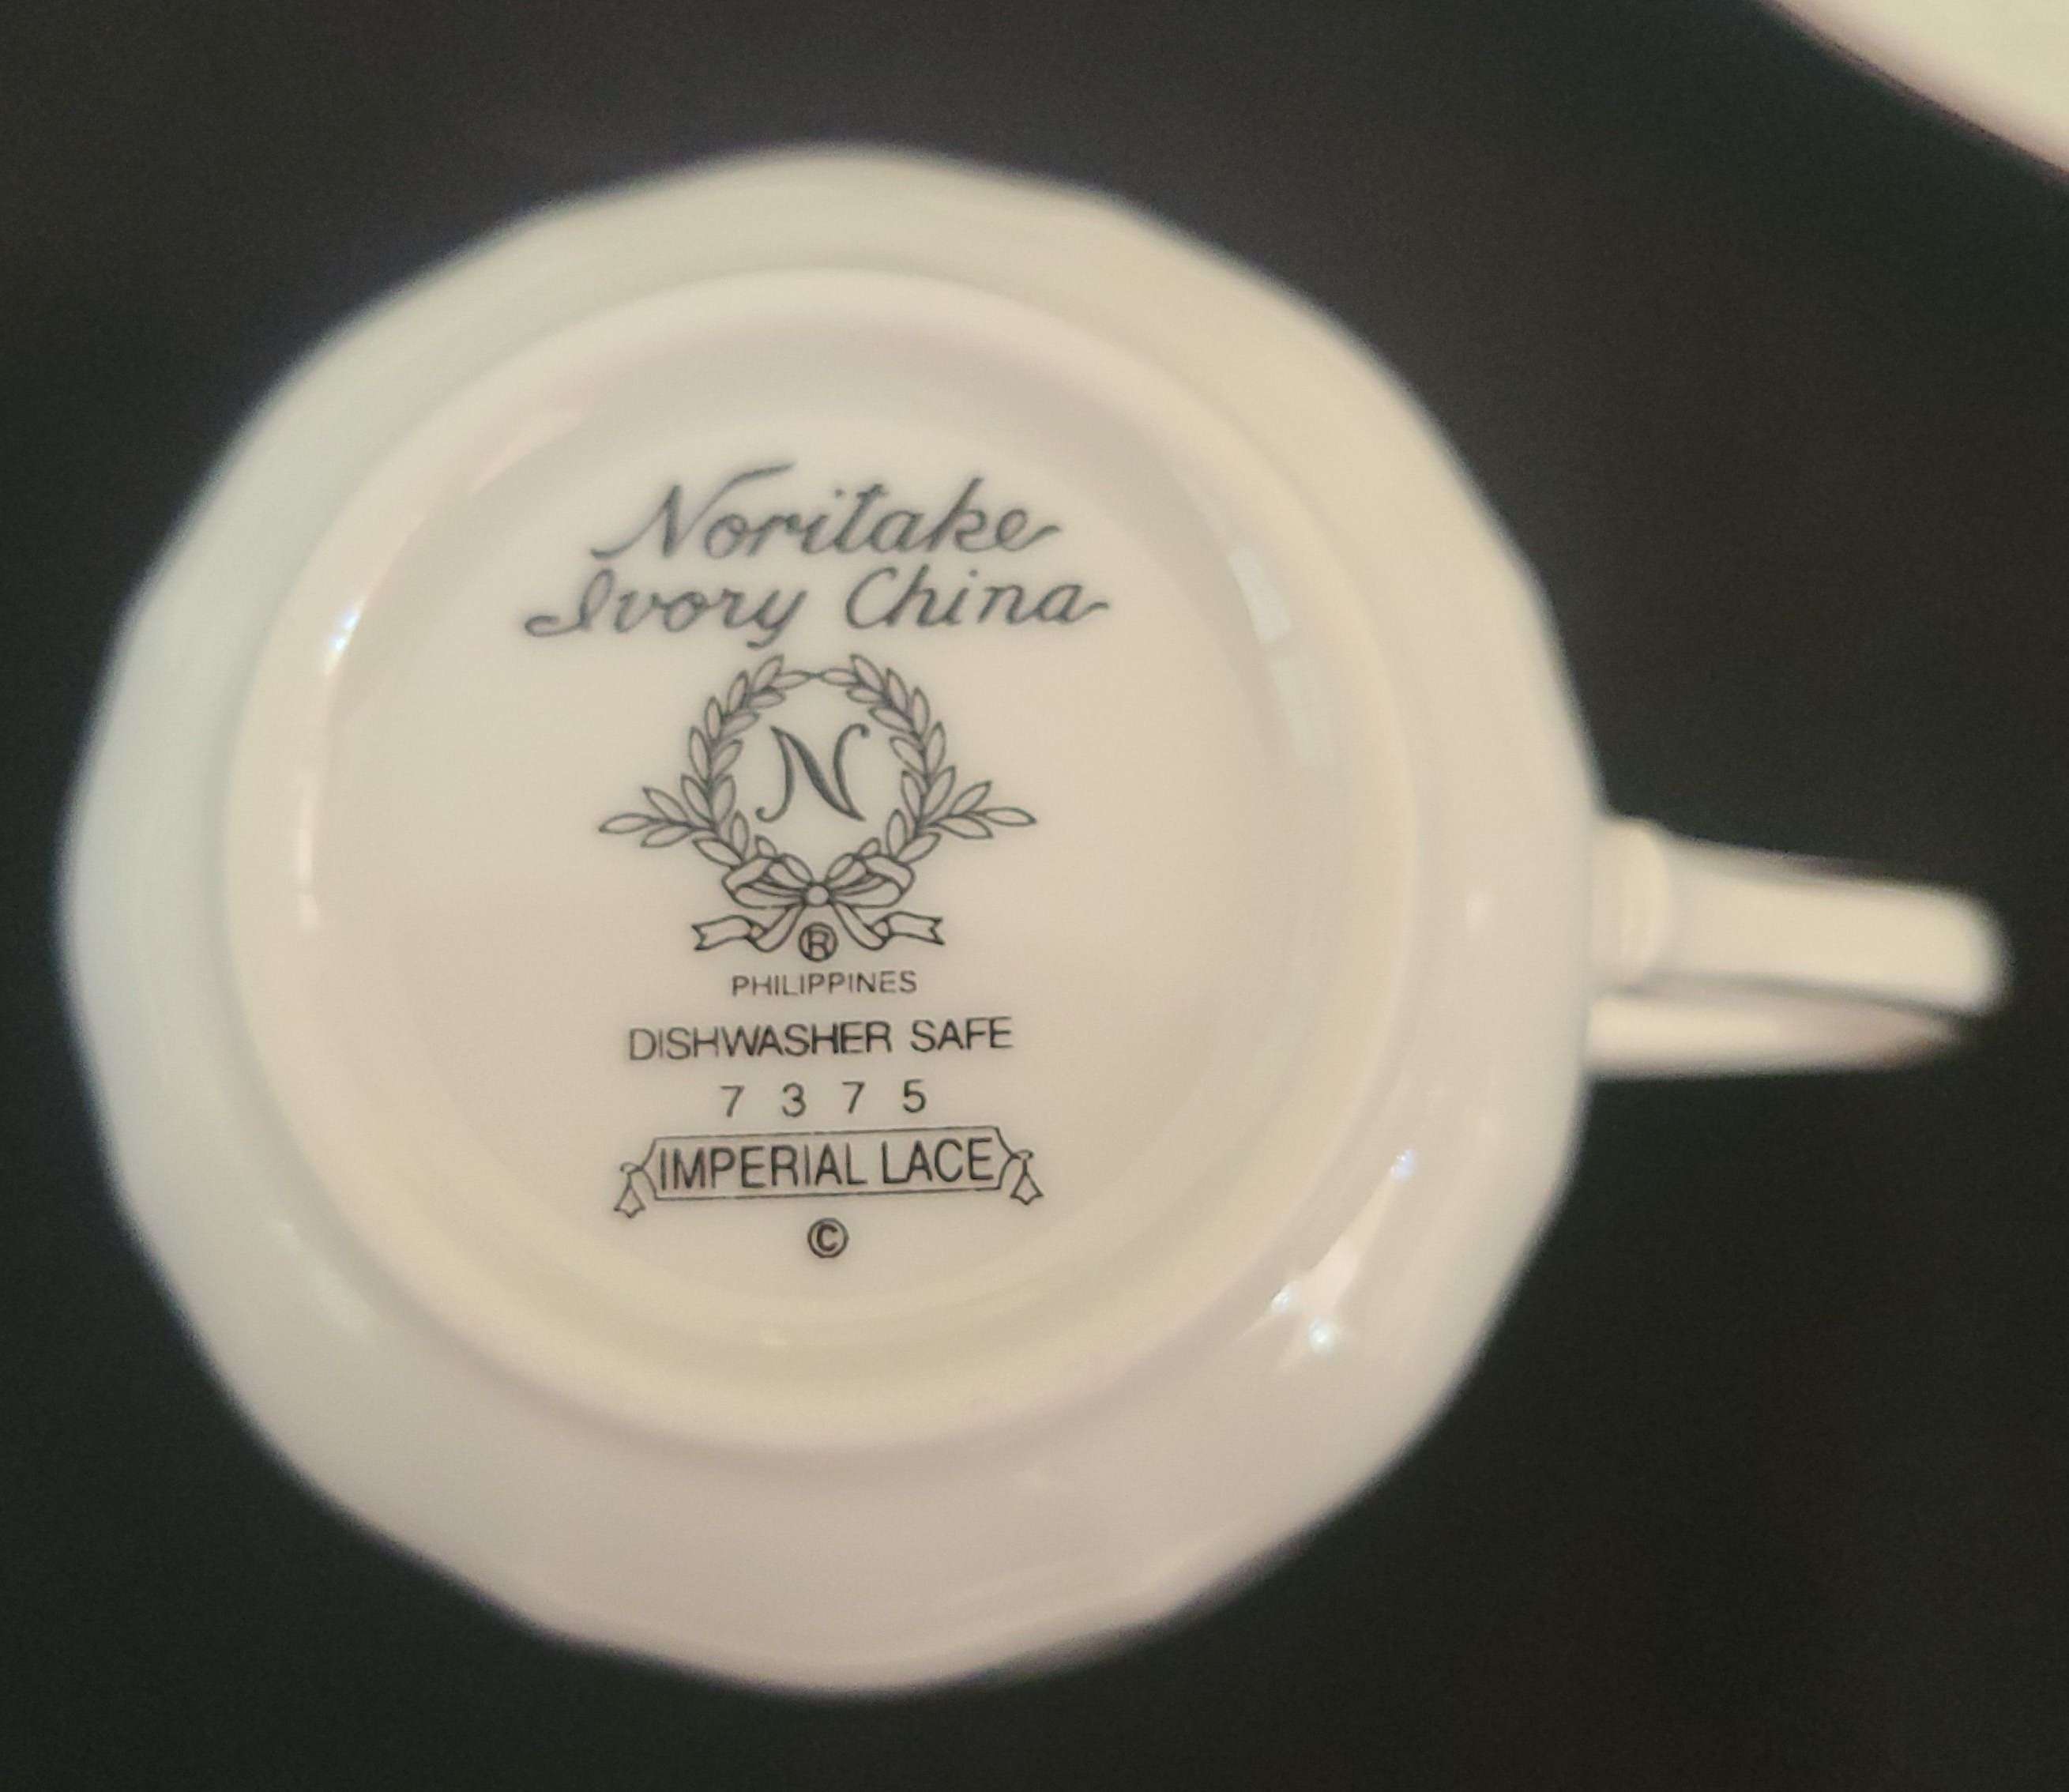 Noritake
Ivory China
N
®
PHILIPPINES
DISHWASHER SAFE
7 3 7 5
IMPERIAL LACE
©